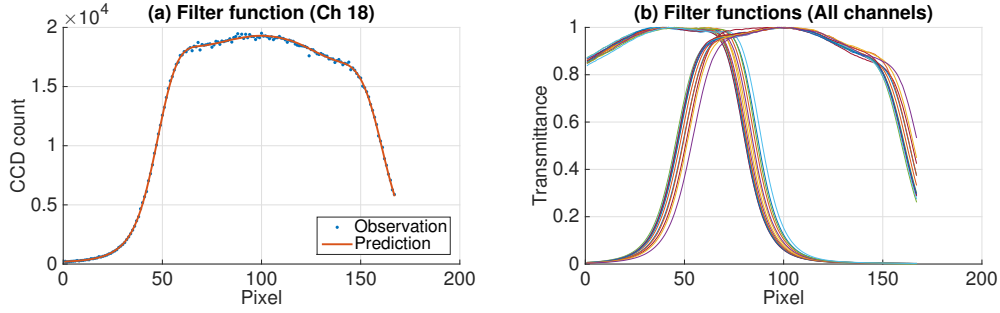 (a) Filter function (Ch 18)
×10⁴
2
1.5
1
0.5
0
0
50
100
150
200
CCD count
Pixel
Observation
Prediction
(b) Filter functions (All channels)
1
0.8
0.6
0.4
0.2
0
0
50
100
150
200
Transmittance
Pixel